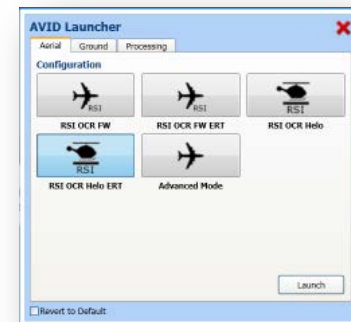 AVID Launcher
Aerial Ground Processing
Configuration
RSI RSI RSI
RSI OCR FW RSI OCR FW ERT RSI OCR Helo
RSI
RSI OCR Helo ERT Advanced Mode
Launch
Revert to Default